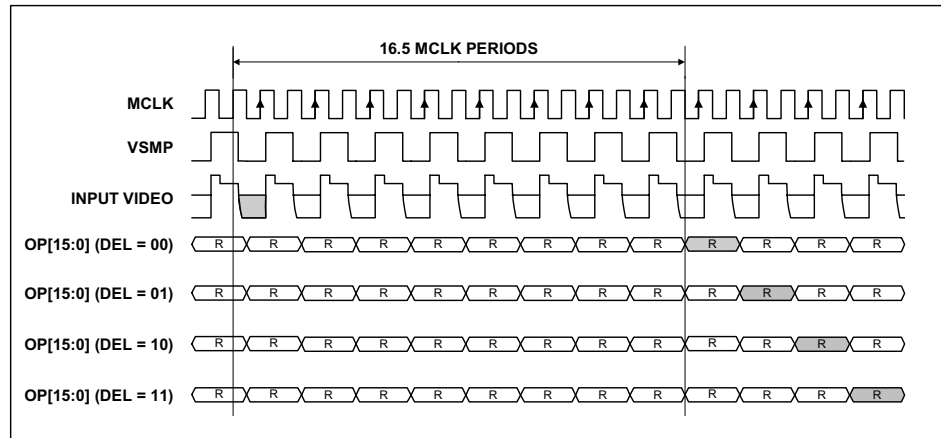 16.5 MCLK PERIODS
MCLK
VSMP
INPUT VIDEO
OP[15:0] (DEL = 00) R R R R R R R R R R R R R
OP[15:0] (DEL = 01) R R R R R R R R R R R R R
OP[15:0] (DEL = 10) R R R R R R R R R R R R R
OP[15:0] (DEL = 11) R R R R R R R R R R R R R